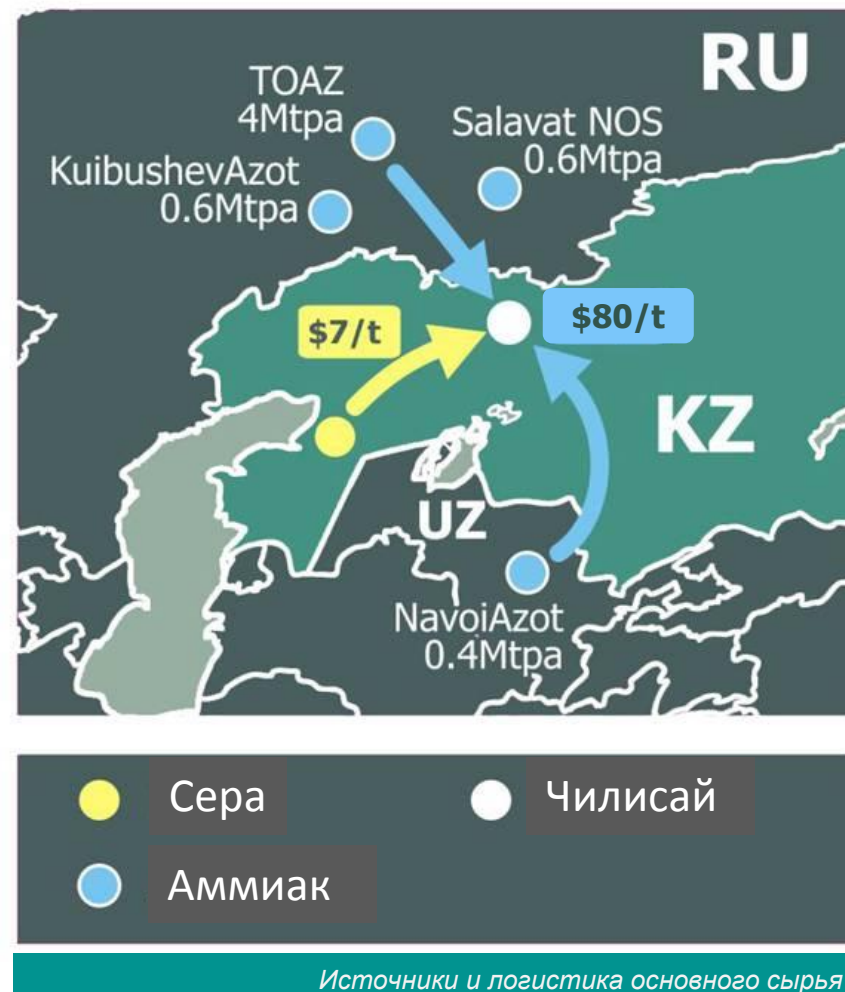 RU
TOAZ
4Mtpa
Salavat NOS
0.6Mtpa
KuibushevAzot
0.6Mtpa
$7/t
$80/t
KZ
UZ
NavoiAzot
0.4Mtpa
Сера
Чилисай
Аммиак
Источники и логистика основного сырья